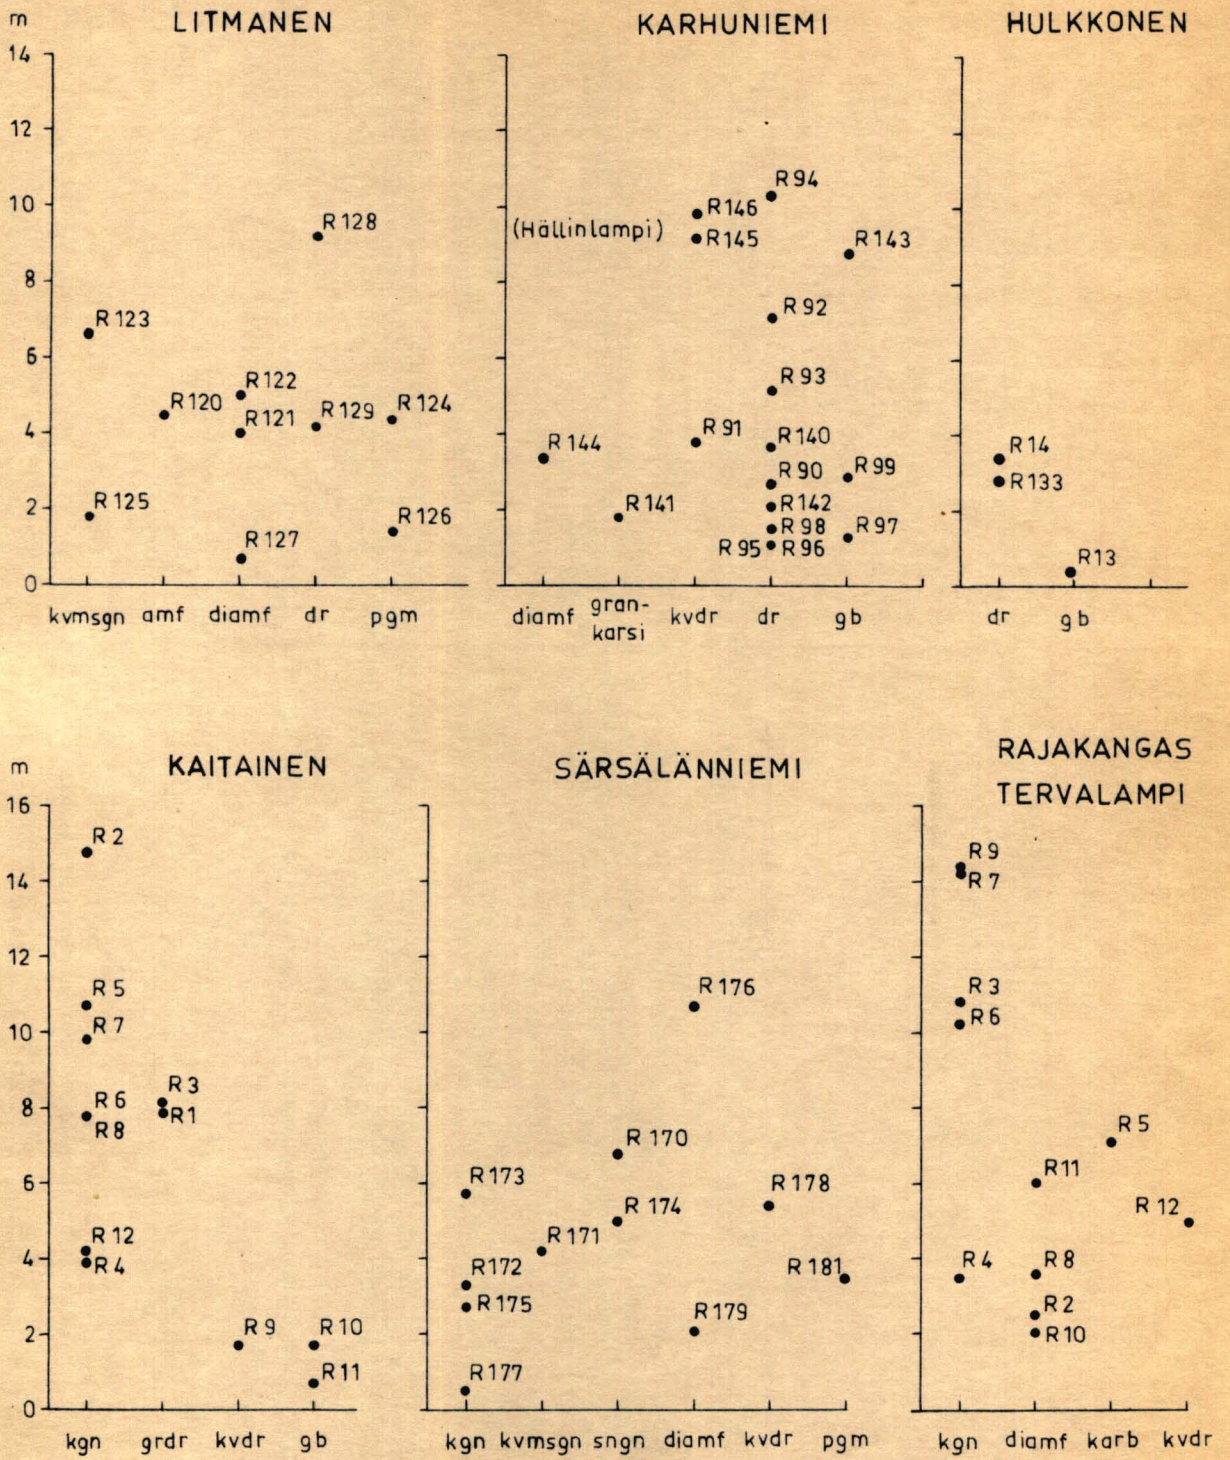 m LITMANEN KARHUNIEMI HULKKONEN
14
12
10
8
6
4
2
0
R 128
R 123
R 122
R 120
R 121
R 129
R 124
R 125
R 126
R 127
kvmsgn amf diamf dr pgm
R 94
R 146
(Hällinlampi)
R 145
R 143
R 92
R 93
R 91
R 140
R 144
R 90
R 99
R 141
R 142
R 98
R 97
R 95
R 96
diamf gran-
karsi kvdr dr gb
R 14
R 133
R 13
dr gb
m KAITAINEN SÄRSÄLÄNNIEMI RAJAKANGAS
TERVALAMPI
16
14
12
10
8
6
4
2
0
R 2
R 5
R 7
R 6
R 8
R 3
R 1
R 12
R 4
R 9
R 10
R 11
kgn grdr kvdr gb
R 176
R 170
R 173
R 178
R 174
R 171
R 172
R 181
R 175
R 179
R 177
kgn kvmsgn sngn diamf kvdr pgm
R 9
R 7
R 3
R 6
R 5
R 11
R 12
R 4
R 8
R 2
R 10
kgn diamf karb kvdr